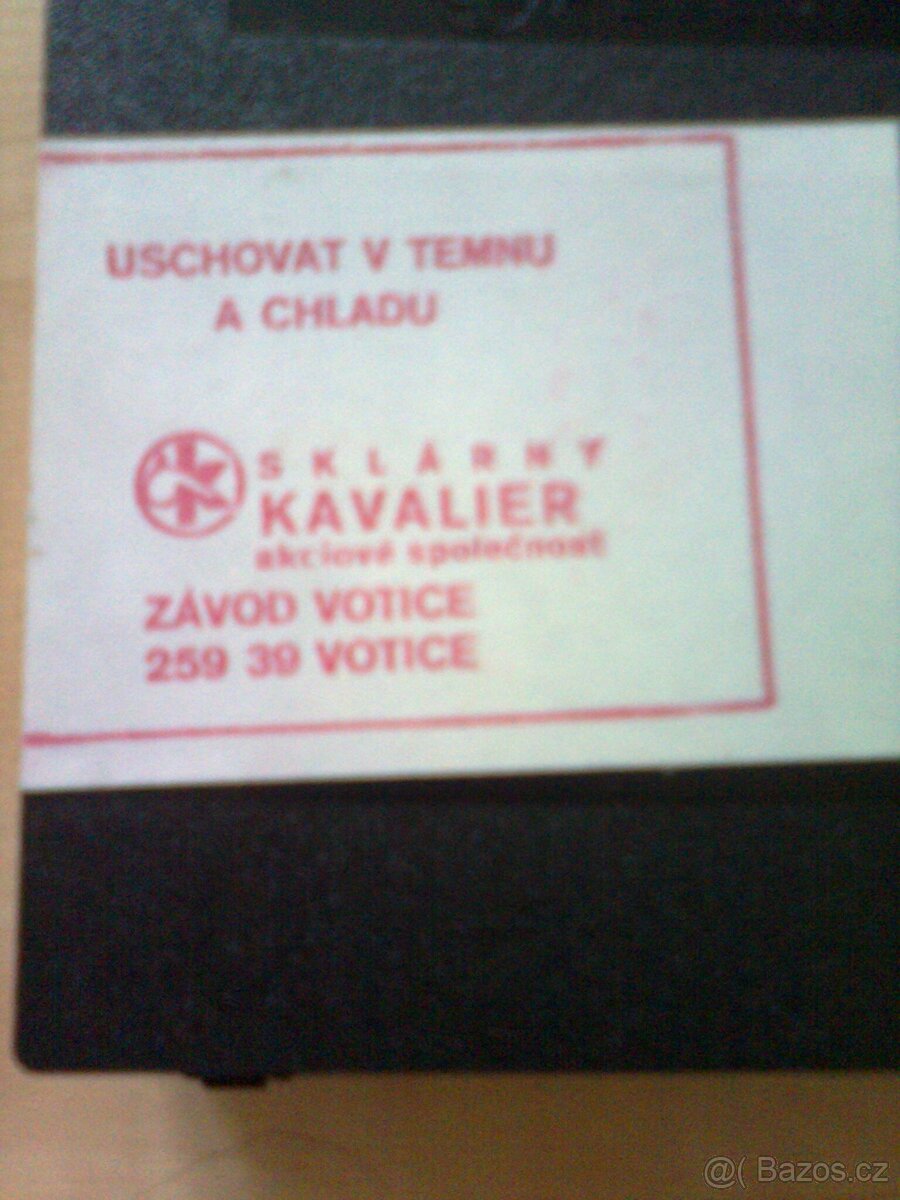 USCHOVAT V TEMNU
A CHLADU
SKLÁRNY
KAVALIER
akciová společnost
ZÁVOD VOTICE
259 39 VOTICE
@( Bazos.cz